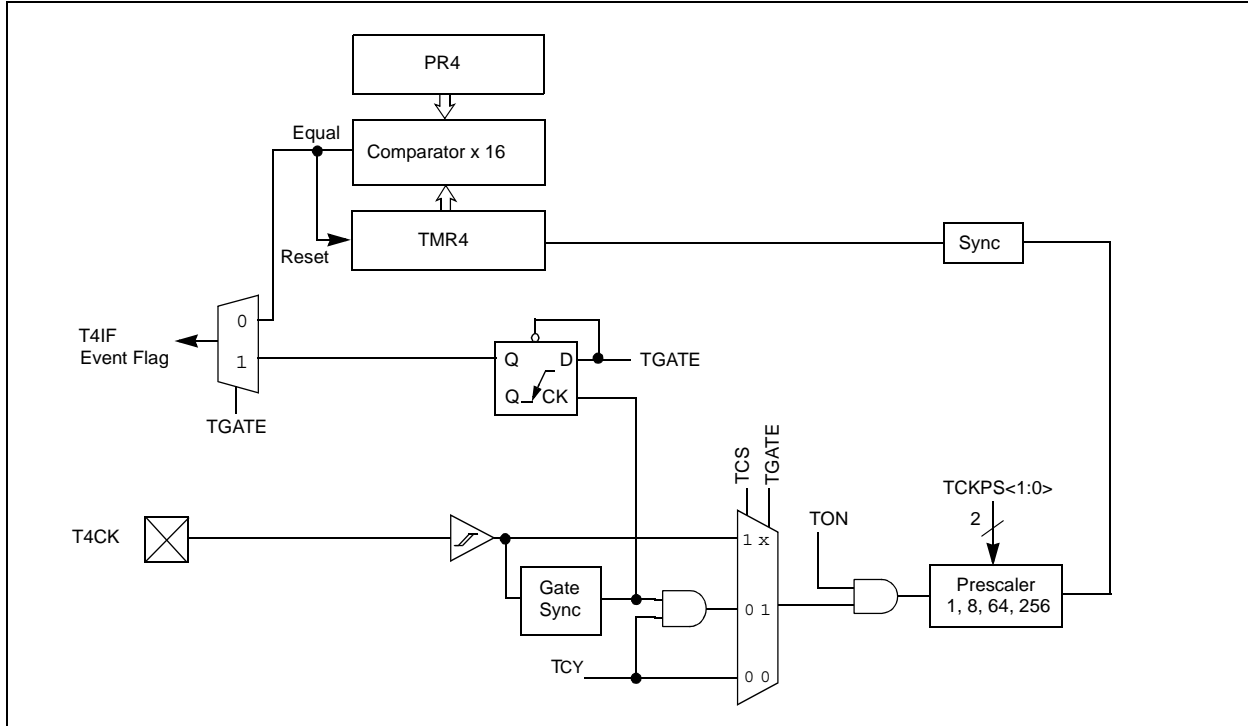 PR4
Equal
Comparator x 16
TMR4
Reset
Sync
0
T4IF
Event Flag
1
Q
D
TGATE
Q
CK
TGATE
TCS
TGATE
TCKPS<1:0>
2
TON
T4CK
1 x
Prescaler
1, 8, 64, 256
Gate
Sync
0 1
TCY
0 0